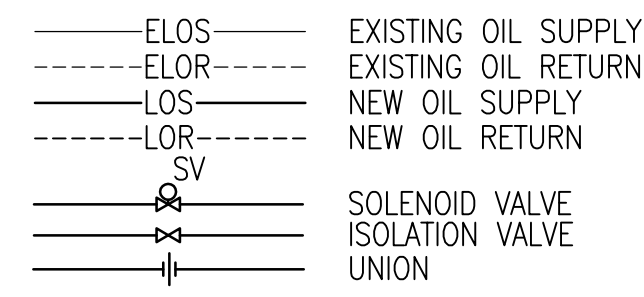 ELOS EXISTING OIL SUPPLY
ELOR EXISTING OIL RETURN
LOS NEW OIL SUPPLY
LOR NEW OIL RETURN
SV
SOLENOID VALVE
ISOLATION VALVE
UNION